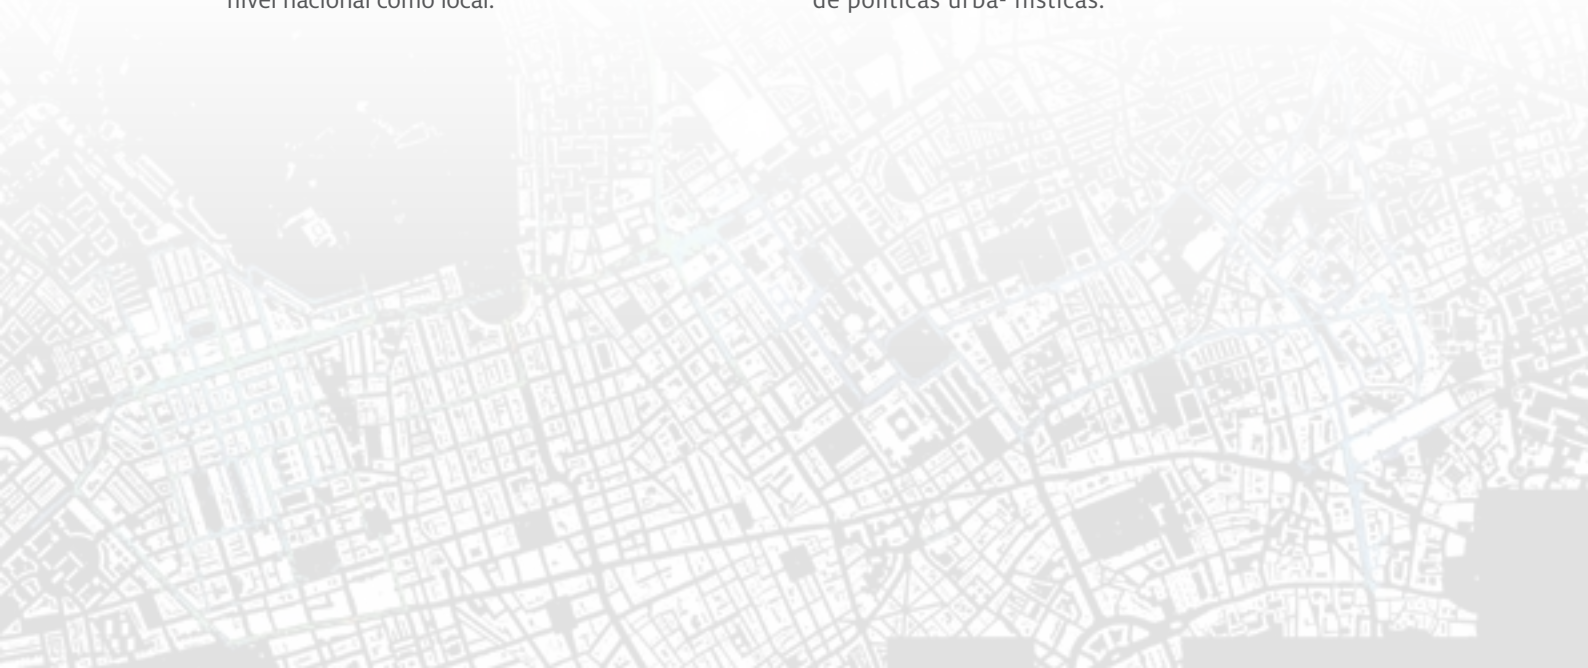 nivel nacional como local.
de políticas urba- nísticas.